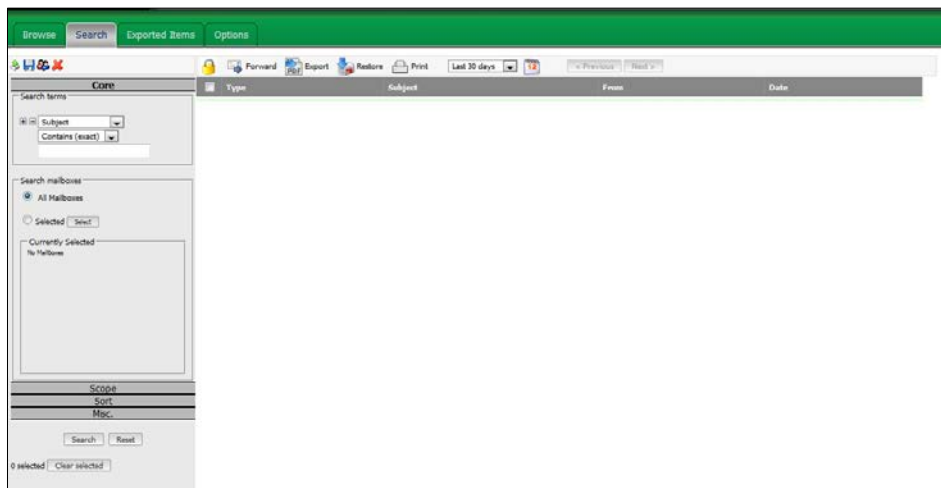 Browse Search Exported Items Options
Forward PDF Export Restore Print Last 30 days 12 < Previous Next >
Core
Type Subject From Date
Search terms
Subject
Contains (exact)
Search mailboxes
All Mailboxes
Selected Select
Currently Selected
No Mailboxes
Scope
Sort
Misc.
Search Reset
0 selected Clear selected